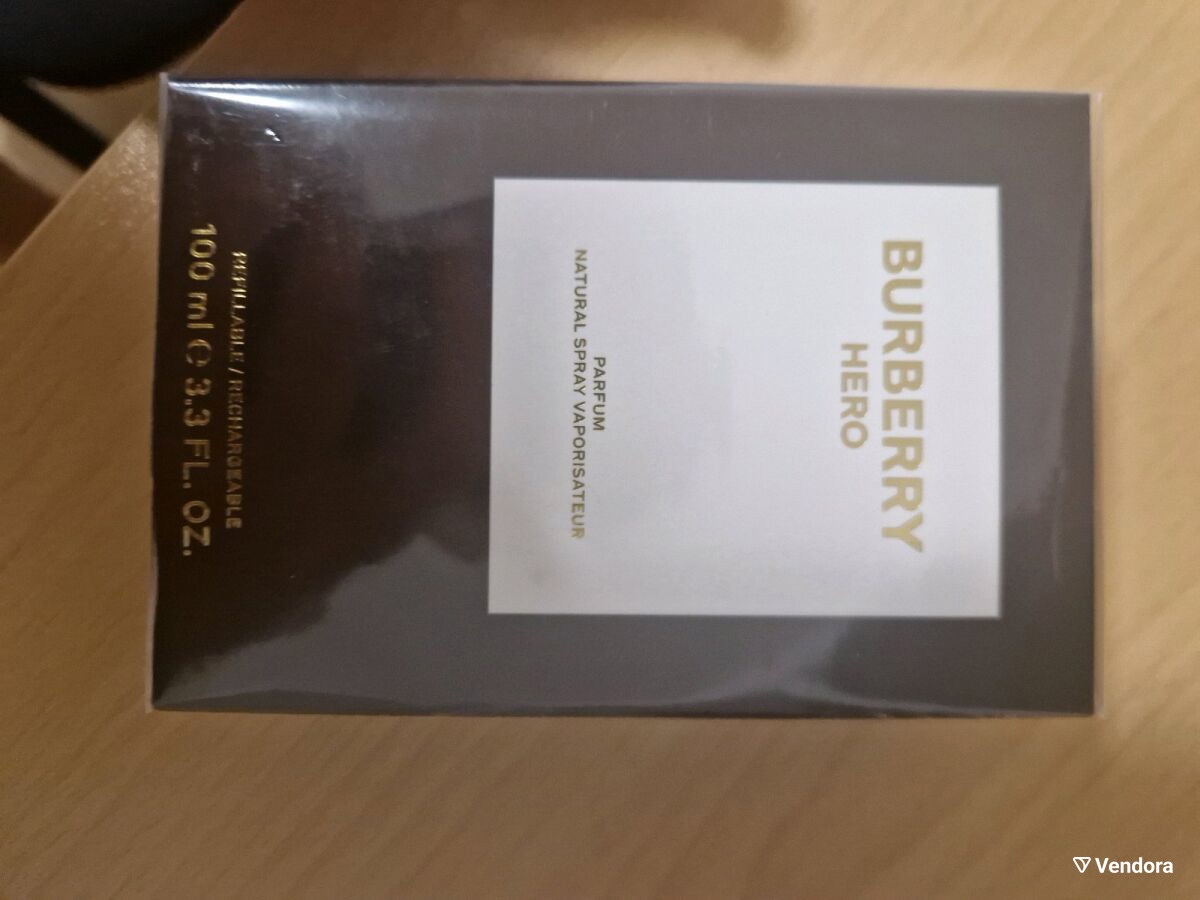 BURBERRY
HERO
PARFUM
NATURAL SPRAY VAPORISATEUR
REFILLABLE / RECHARGEABLE
100 ml ℮ 3.3 FL. OZ.
Vendora